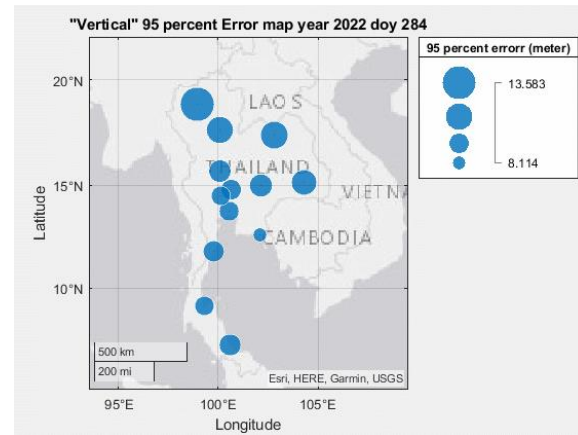 "Vertical" 95 percent Error map year 2022 doy 284
95 percent errorr (meter)
13.583
8.114
20°N
15°N
10°N
Latitude
LAOS
THAILAND
VIETNA
CAMBODIA
500 km
200 mi
Esri, HERE, Garmin, USGS
95°E
100°E
105°E
Longitude